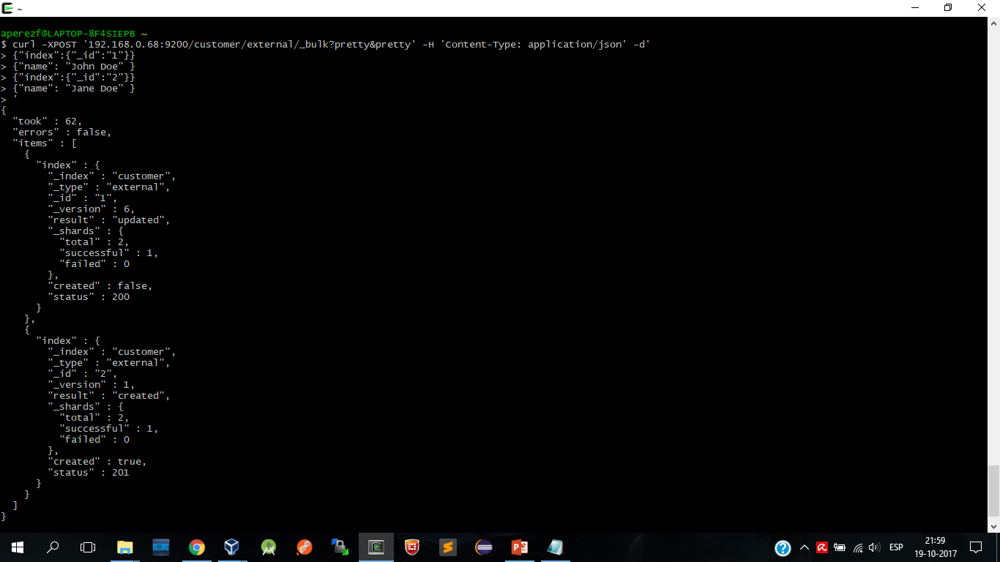 ~
aperezf@LAPTOP-8F4SIEPB ~
$ curl -XPOST '192.168.0.68:9200/customer/external/_bulk?pretty&pretty' -H 'Content-Type: application/json' -d'
> {"index":{"_id":"1"}}
> {"name": "John Doe" }
> {"index":{"_id":"2"}}
> {"name": "Jane Doe" }
> '
{
  "took" : 62,
  "errors" : false,
  "items" : [
    {
      "index" : {
        "_index" : "customer",
        "_type" : "external",
        "_id" : "1",
        "_version" : 6,
        "result" : "updated",
        "_shards" : {
          "total" : 2,
          "successful" : 1,
          "failed" : 0
        },
        "created" : false,
        "status" : 200
      }
    },
    {
      "index" : {
        "_index" : "customer",
        "_type" : "external",
        "_id" : "2",
        "_version" : 1,
        "result" : "created",
        "_shards" : {
          "total" : 2,
          "successful" : 1,
          "failed" : 0
        },
        "created" : true,
        "status" : 201
      }
    }
  ]
}
ESP
21:59
19-10-2017